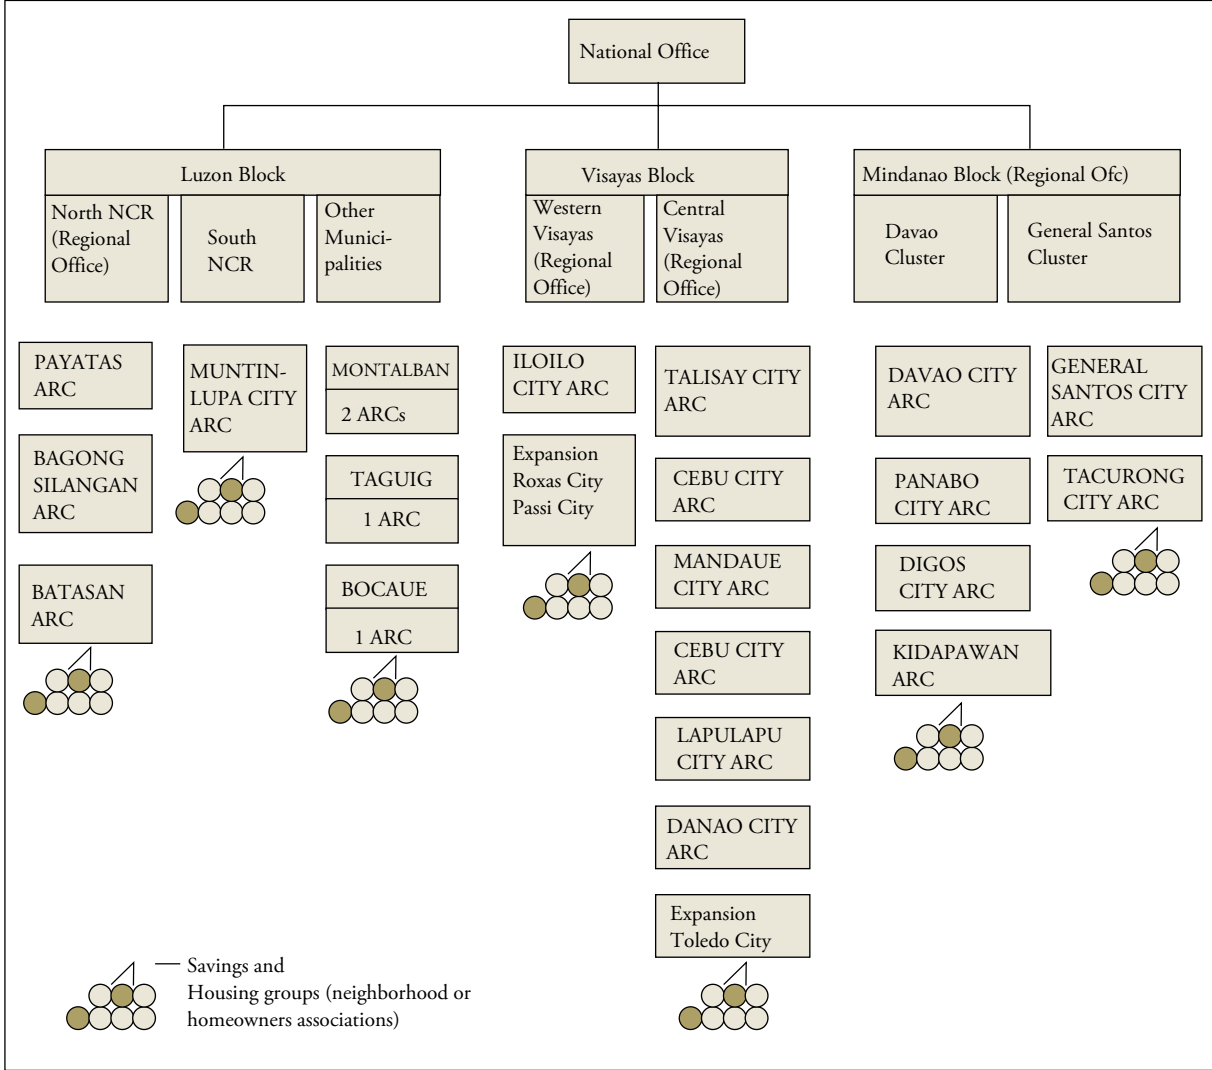 National Office
Luzon Block
North NCR
(Regional
Office)
South
NCR
Other
Munici-
palities
Visayas Block
Western
Visayas
(Regional
Office)
Central
Visayas
(Regional
Office)
Mindanao Block (Regional Ofc)
Davao
Cluster
General Santos
Cluster
PAYATAS
ARC
BAGONG
SILANGAN
ARC
BATASAN
ARC
MUNTIN-
LUPA CITY
ARC
MONTALBAN
2 ARCs
TAGUIG
1 ARC
BOCAUE
1 ARC
ILOILO
CITY ARC
Expansion
Roxas City
Passi City
TALISAY CITY
ARC
CEBU CITY
ARC
MANDAUE
CITY ARC
CEBU CITY
ARC
LAPULAPU
CITY ARC
DANAO CITY
ARC
Expansion
Toledo City
DAVAO CITY
ARC
PANABO
CITY ARC
DIGOS
CITY ARC
KIDAPAWAN
ARC
GENERAL
SANTOS CITY
ARC
TACURONG
CITY ARC
Savings and
Housing groups (neighborhood or
homeowners associations)